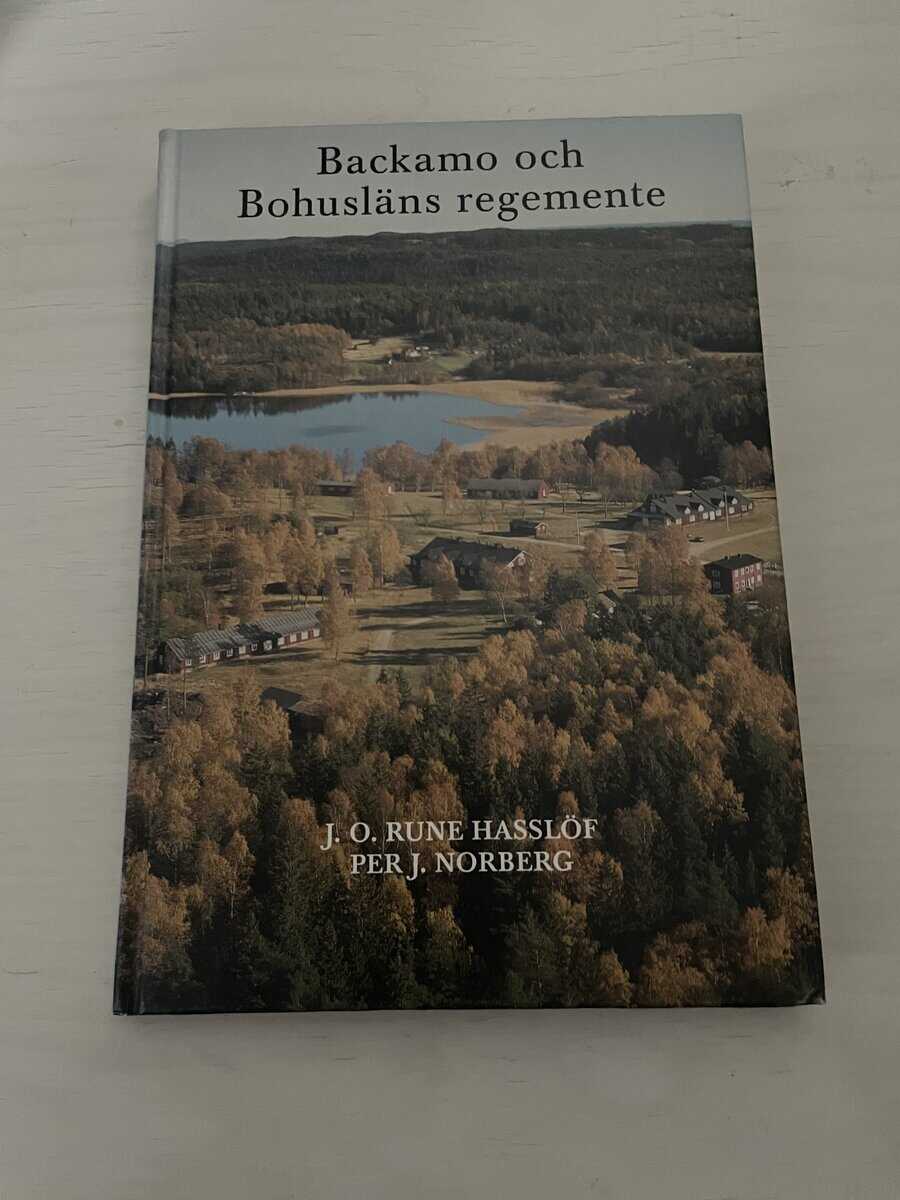 Backamo och
Bohusläns regemente
J. O. RUNE HASSLÖF
PER J. NORBERG